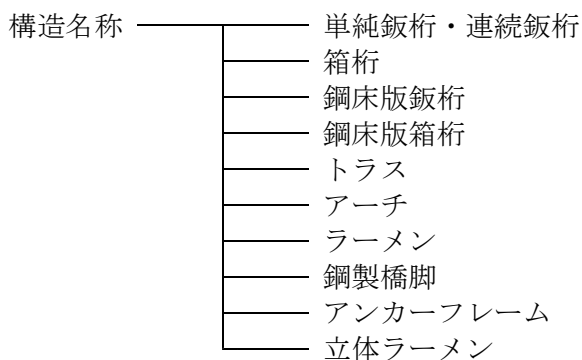 構造名称
単純鈑桁・連続鈑桁
箱桁
鋼床版鈑桁
鋼床版箱桁
トラス
アーチ
ラーメン
鋼製橋脚
アンカーフレーム
立体ラーメン